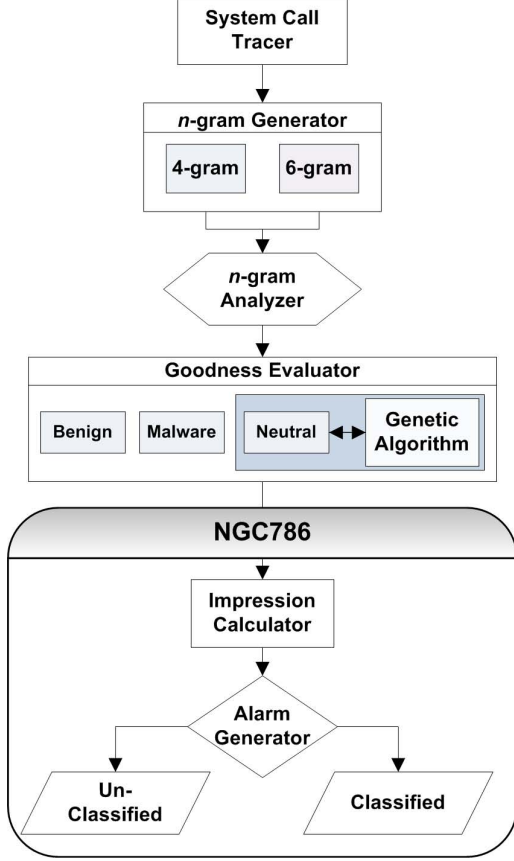 System Call
Tracer
n-gram Generator
4-gram
6-gram
n-gram
Analyzer
Goodness Evaluator
Benign
Malware
Neutral
Genetic
Algorithm
NGC786
Impression
Calculator
Alarm
Generator
Un-
Classified
Classified